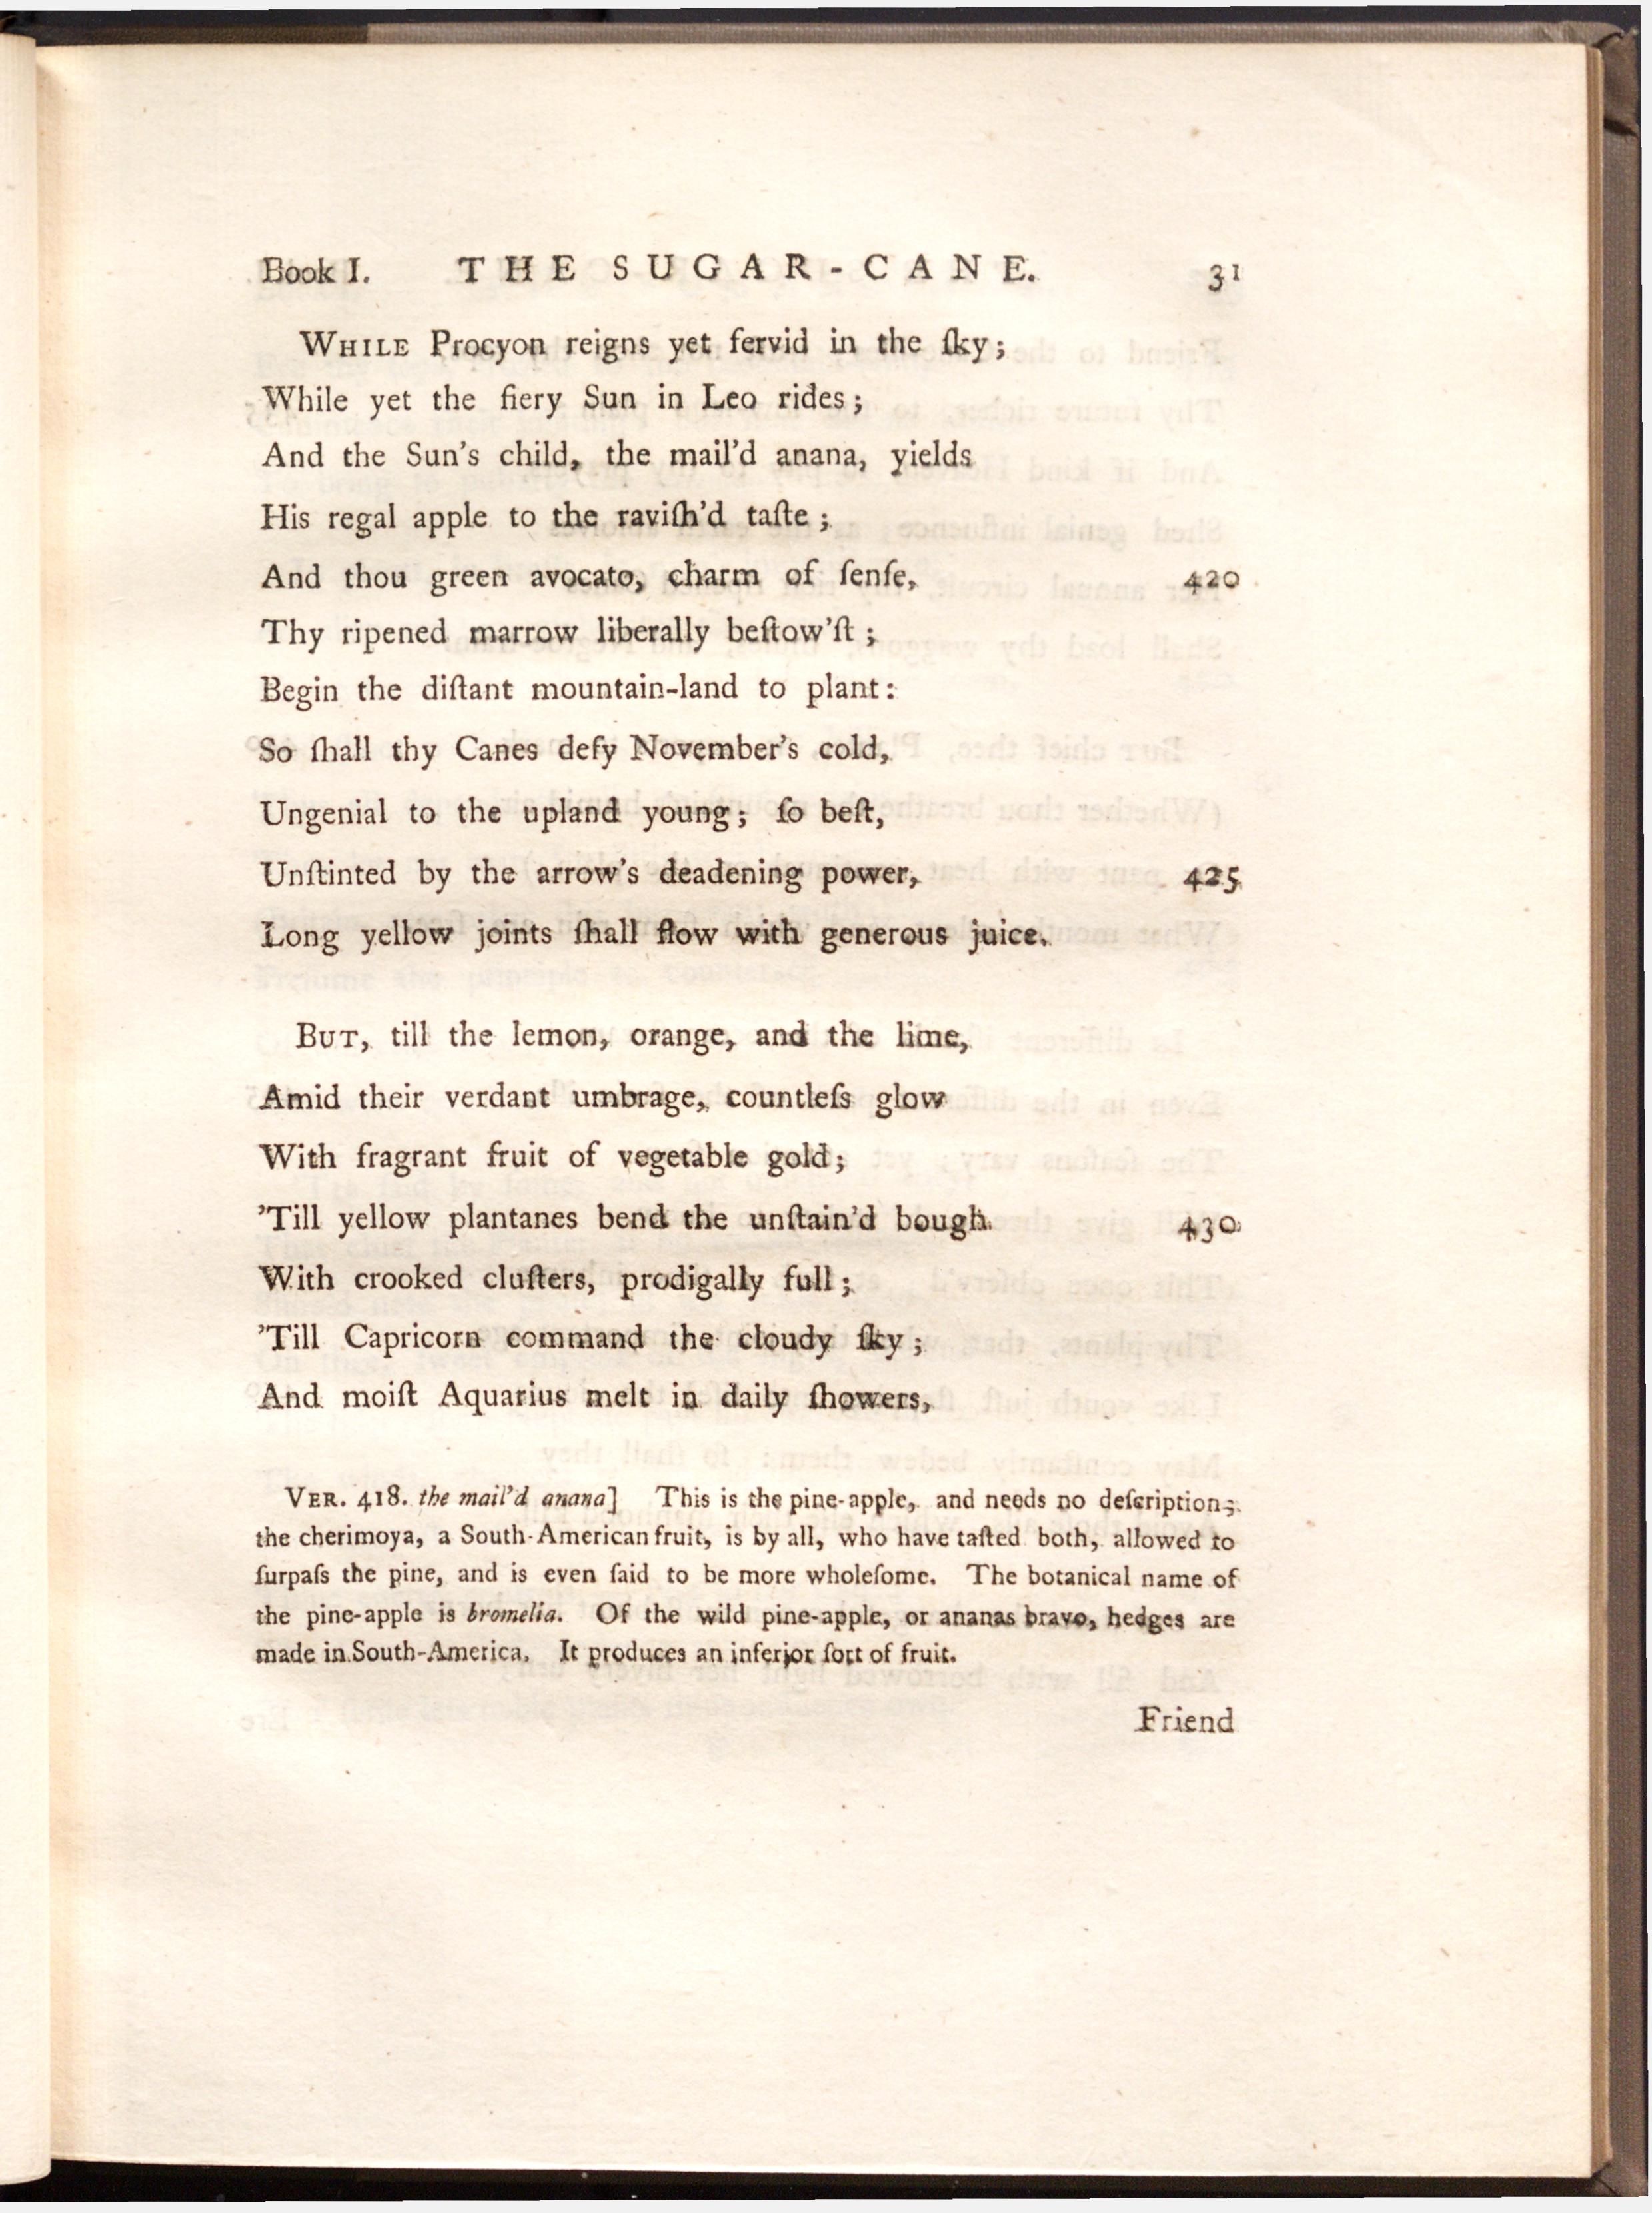 Book I. THE SUGAR-CANE. 31
WHILE Procyon reigns yet fervid in the ſky;
While yet the fiery Sun in Leo rides;
And the Sun's child, the mail'd anana, yields
His regal apple to the raviſh'd taſte;
And thou green avocato, charm of ſenſe, 420
Thy ripened marrow liberally beſtow'ſt;
Begin the diſtant mountain-land to plant:
So ſhall thy Canes defy November's cold,
Ungenial to the upland young; ſo beſt,
Unſtinted by the arrow's deadening power, 425
Long yellow joints ſhall flow with generous juice.
BUT, till the lemon, orange, and the lime,
Amid their verdant umbrage, countleſs glow
With fragrant fruit of vegetable gold;
'Till yellow plantanes bend the unſtain'd bough 430
With crooked cluſters, prodigally full;
'Till Capricorn command the cloudy ſky;
And moiſt Aquarius melt in daily ſhowers,
VER. 418. the mail'd anana] This is the pine-apple, and needs no deſcription;
the cherimoya, a South-American fruit, is by all, who have taſted both, allowed to
ſurpaſs the pine, and is even ſaid to be more wholeſome. The botanical name of
the pine-apple is bromelia. Of the wild pine-apple, or ananas bravo, hedges are
made in South-America. It produces an inferior ſort of fruit.
Friend